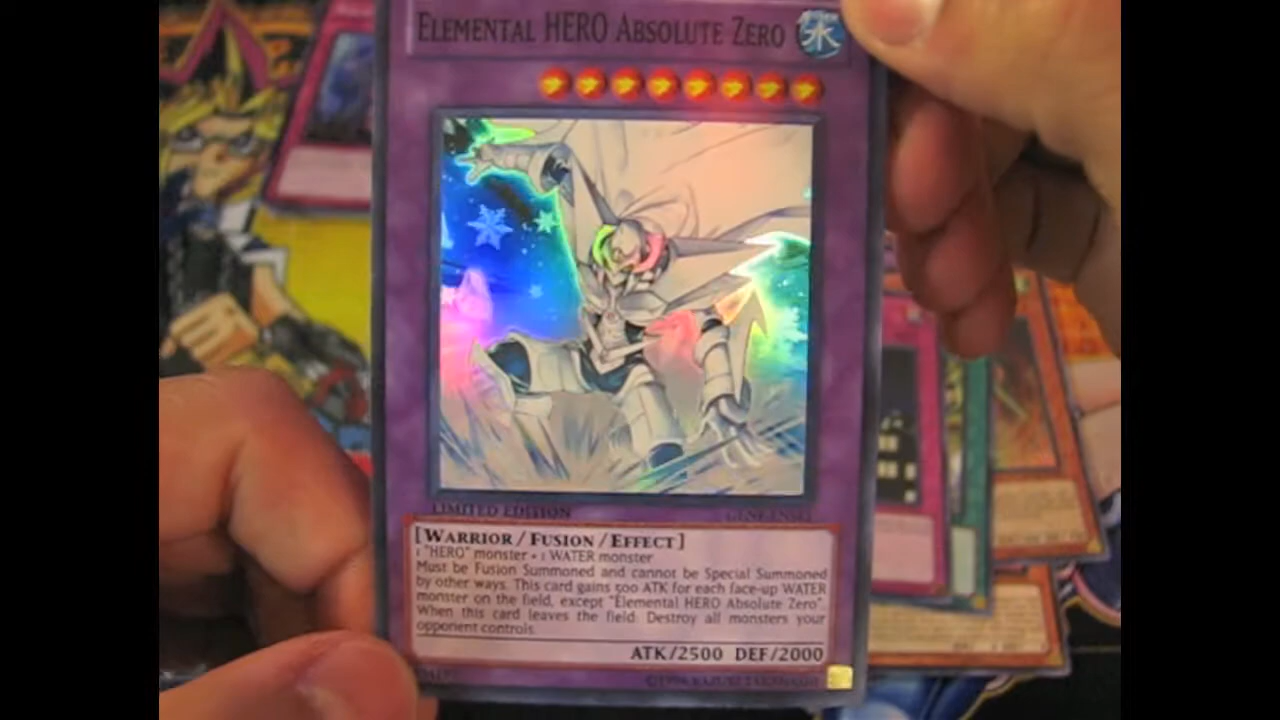 ELEMENTAL HERO ABSOLUTE ZERO 水
LIMITED EDITION
[WARRIOR/FUSION/EFFECT]
1 "HERO" monster + 1 WATER monster
Must be Fusion Summoned and cannot be Special Summoned
by other ways. This card gains 500 ATK for each face-up WATER
monster on the field, except "Elemental HERO Absolute Zero".
When this card leaves the field: Destroy all monsters your
opponent controls.
ATK/2500 DEF/2000
©1996 KAZUKI TAKAHASHI